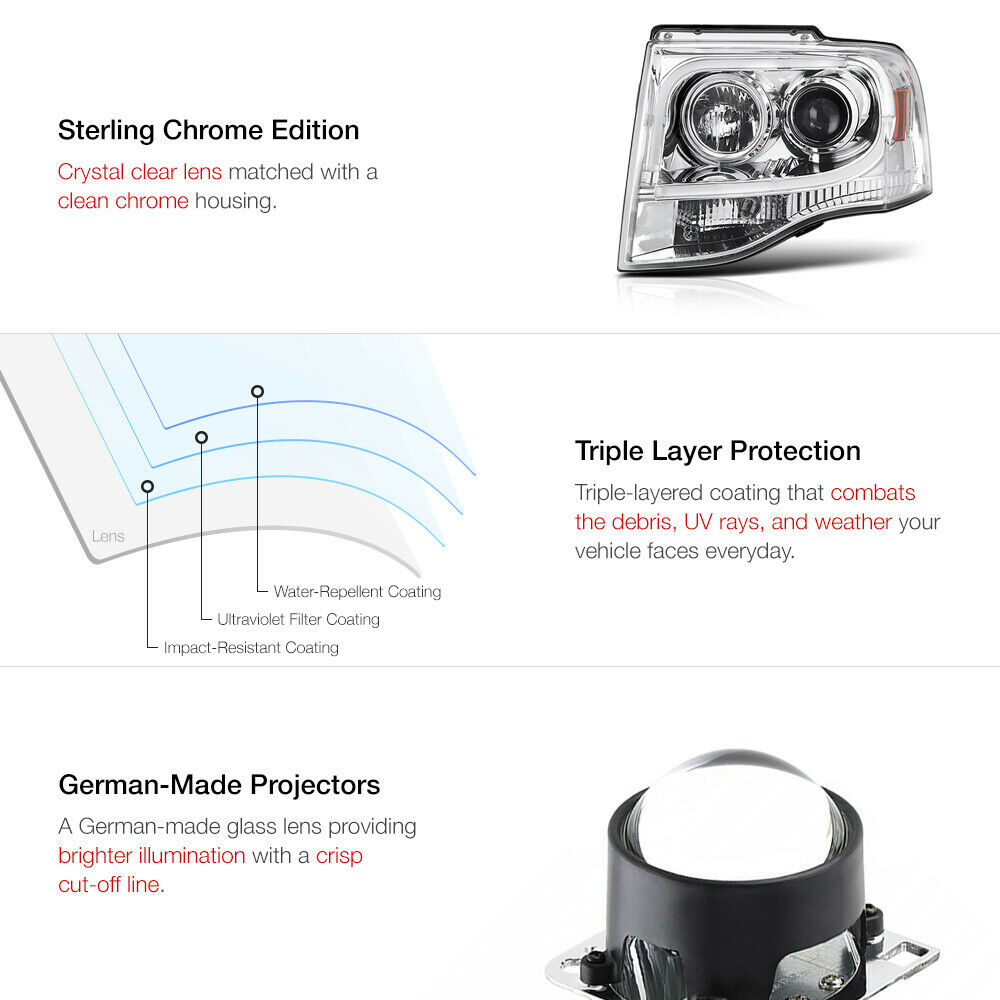 Sterling Chrome Edition
Crystal clear lens matched with a
clean chrome housing.
Lens
Water-Repellent Coating
Ultraviolet Filter Coating
Impact-Resistant Coating
Triple Layer Protection
Triple-layered coating that combats
the debris, UV rays, and weather your
vehicle faces everyday.
German-Made Projectors
A German-made glass lens providing
brighter illumination with a crisp
cut-off line.